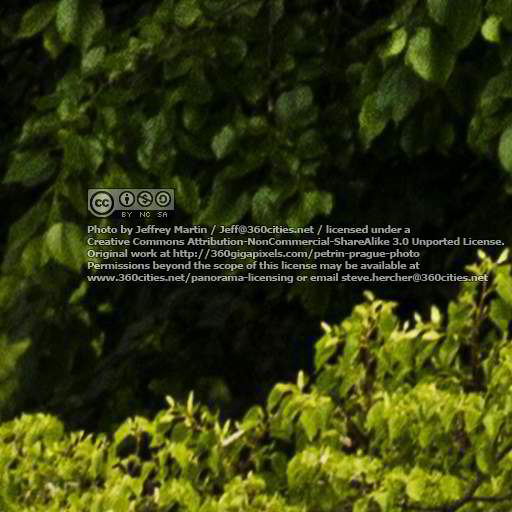 cc BY NC SA
Photo by Jeffrey Martin / Jeff@360cities.net / licensed under a
Creative Commons Attribution-NonCommercial-ShareAlike 3.0 Unported License.
Original work at http://360gigapixels.com/petrin-prague-photo
Permissions beyond the scope of this license may be available at
www.360cities.net/panorama-licensing or email steve.hercher@360cities.net